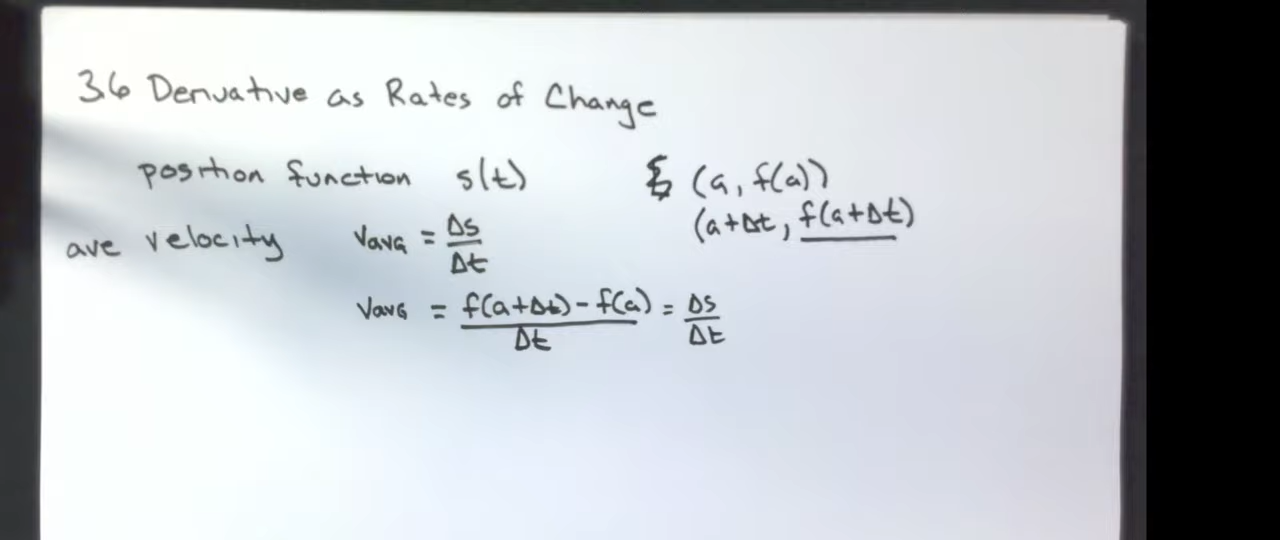 3.6 Derivative as Rates of Change
position function s(t)
(a, f(a))
(a+Δt, f(a+Δt)
ave velocity VAVG = Δs/Δt
VAVG = f(a+Δt) - f(a)/Δt = Δs/Δt